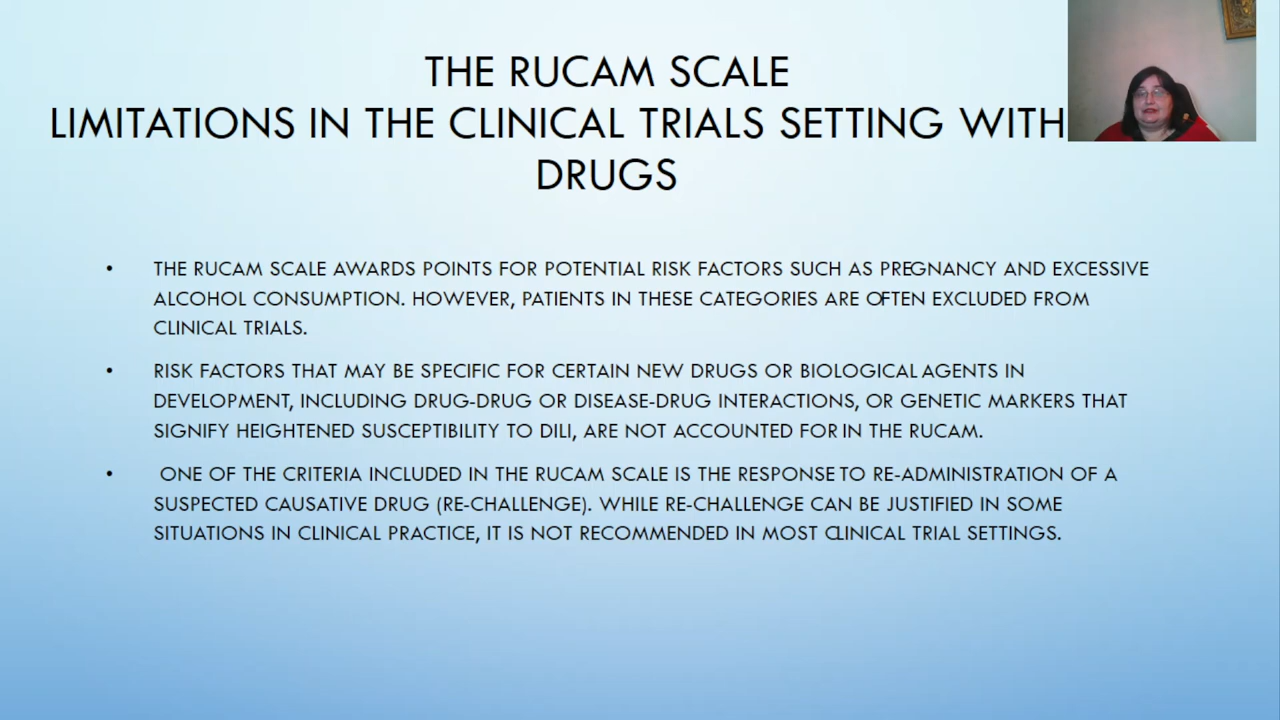 THE RUCAM SCALE
LIMITATIONS IN THE CLINICAL TRIALS SETTING WITH
DRUGS
• THE RUCAM SCALE AWARDS POINTS FOR POTENTIAL RISK FACTORS SUCH AS PREGNANCY AND EXCESSIVE
ALCOHOL CONSUMPTION. HOWEVER, PATIENTS IN THESE CATEGORIES ARE OFTEN EXCLUDED FROM
CLINICAL TRIALS.
• RISK FACTORS THAT MAY BE SPECIFIC FOR CERTAIN NEW DRUGS OR BIOLOGICAL AGENTS IN
DEVELOPMENT, INCLUDING DRUG-DRUG OR DISEASE-DRUG INTERACTIONS, OR GENETIC MARKERS THAT
SIGNIFY HEIGHTENED SUSCEPTIBILITY TO DILI, ARE NOT ACCOUNTED FOR IN THE RUCAM.
• ONE OF THE CRITERIA INCLUDED IN THE RUCAM SCALE IS THE RESPONSE TO RE-ADMINISTRATION OF A
SUSPECTED CAUSATIVE DRUG (RE-CHALLENGE). WHILE RE-CHALLENGE CAN BE JUSTIFIED IN SOME
SITUATIONS IN CLINICAL PRACTICE, IT IS NOT RECOMMENDED IN MOST CLINICAL TRIAL SETTINGS.